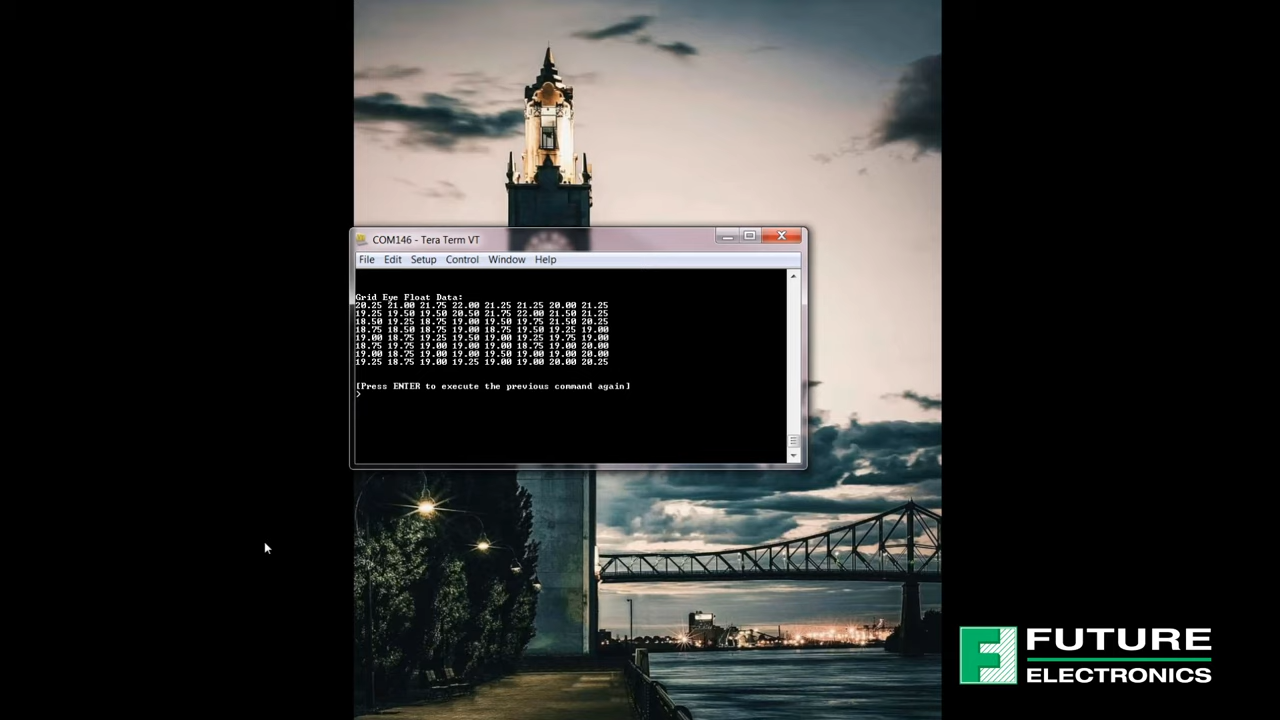 COM146 - Tera Term VT
File Edit Setup Control Window Help
Grid Eye Float Data:
20.25 21.00 21.75 22.00 21.25 21.25 20.00 21.25
19.25 19.50 19.50 20.50 21.75 22.00 21.50 21.25
18.50 19.25 18.75 19.00 19.50 19.75 21.50 20.25
18.75 18.50 18.75 19.00 18.75 19.50 19.25 19.00
19.00 18.75 19.25 19.50 19.00 19.25 19.75 19.00
18.75 19.75 19.00 19.00 19.00 18.75 19.00 20.00
19.00 18.75 19.00 19.00 19.50 19.00 19.00 20.00
19.25 18.75 19.00 19.25 19.00 19.00 20.00 20.25
[Press ENTER to execute the previous command again]
>
FUTURE
ELECTRONICS